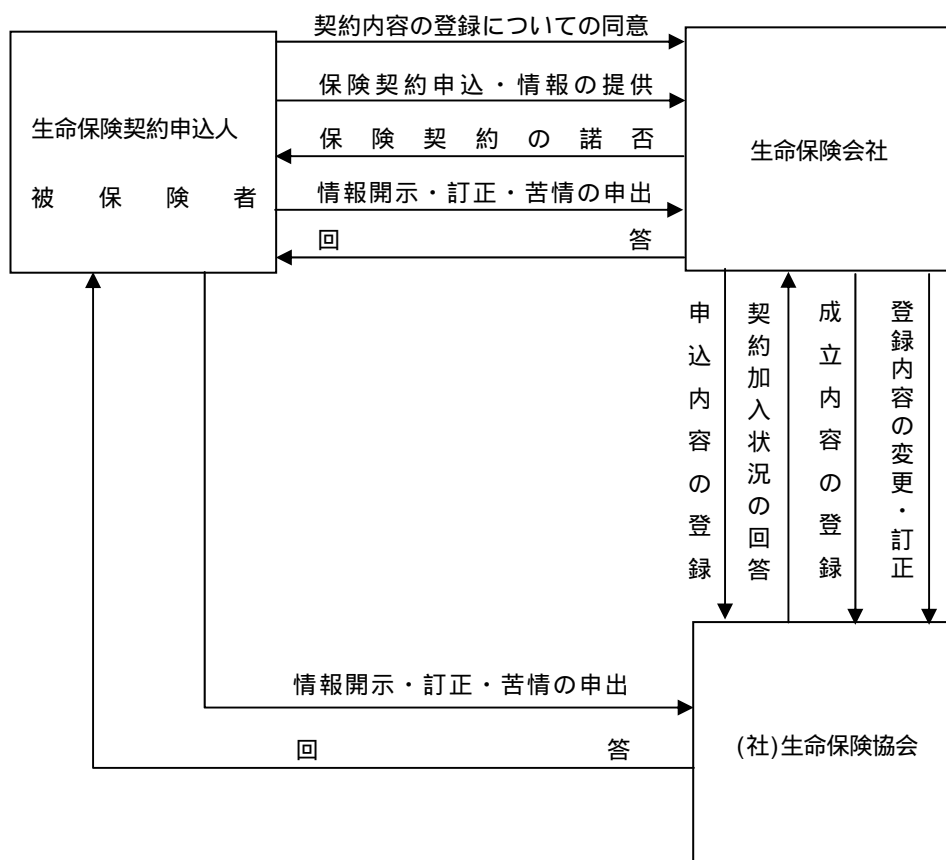 契約内容の登録についての同意
保険契約申込・情報の提供
生命保険契約申込人
被保険者
保険契約の諾否
生命保険会社
情報開示・訂正・苦情の申出
回答
申込内容の登録
契約加入状況の回答
成立内容の登録
登録内容の変更・訂正
情報開示・訂正・苦情の申出
回答
(社)生命保険協会